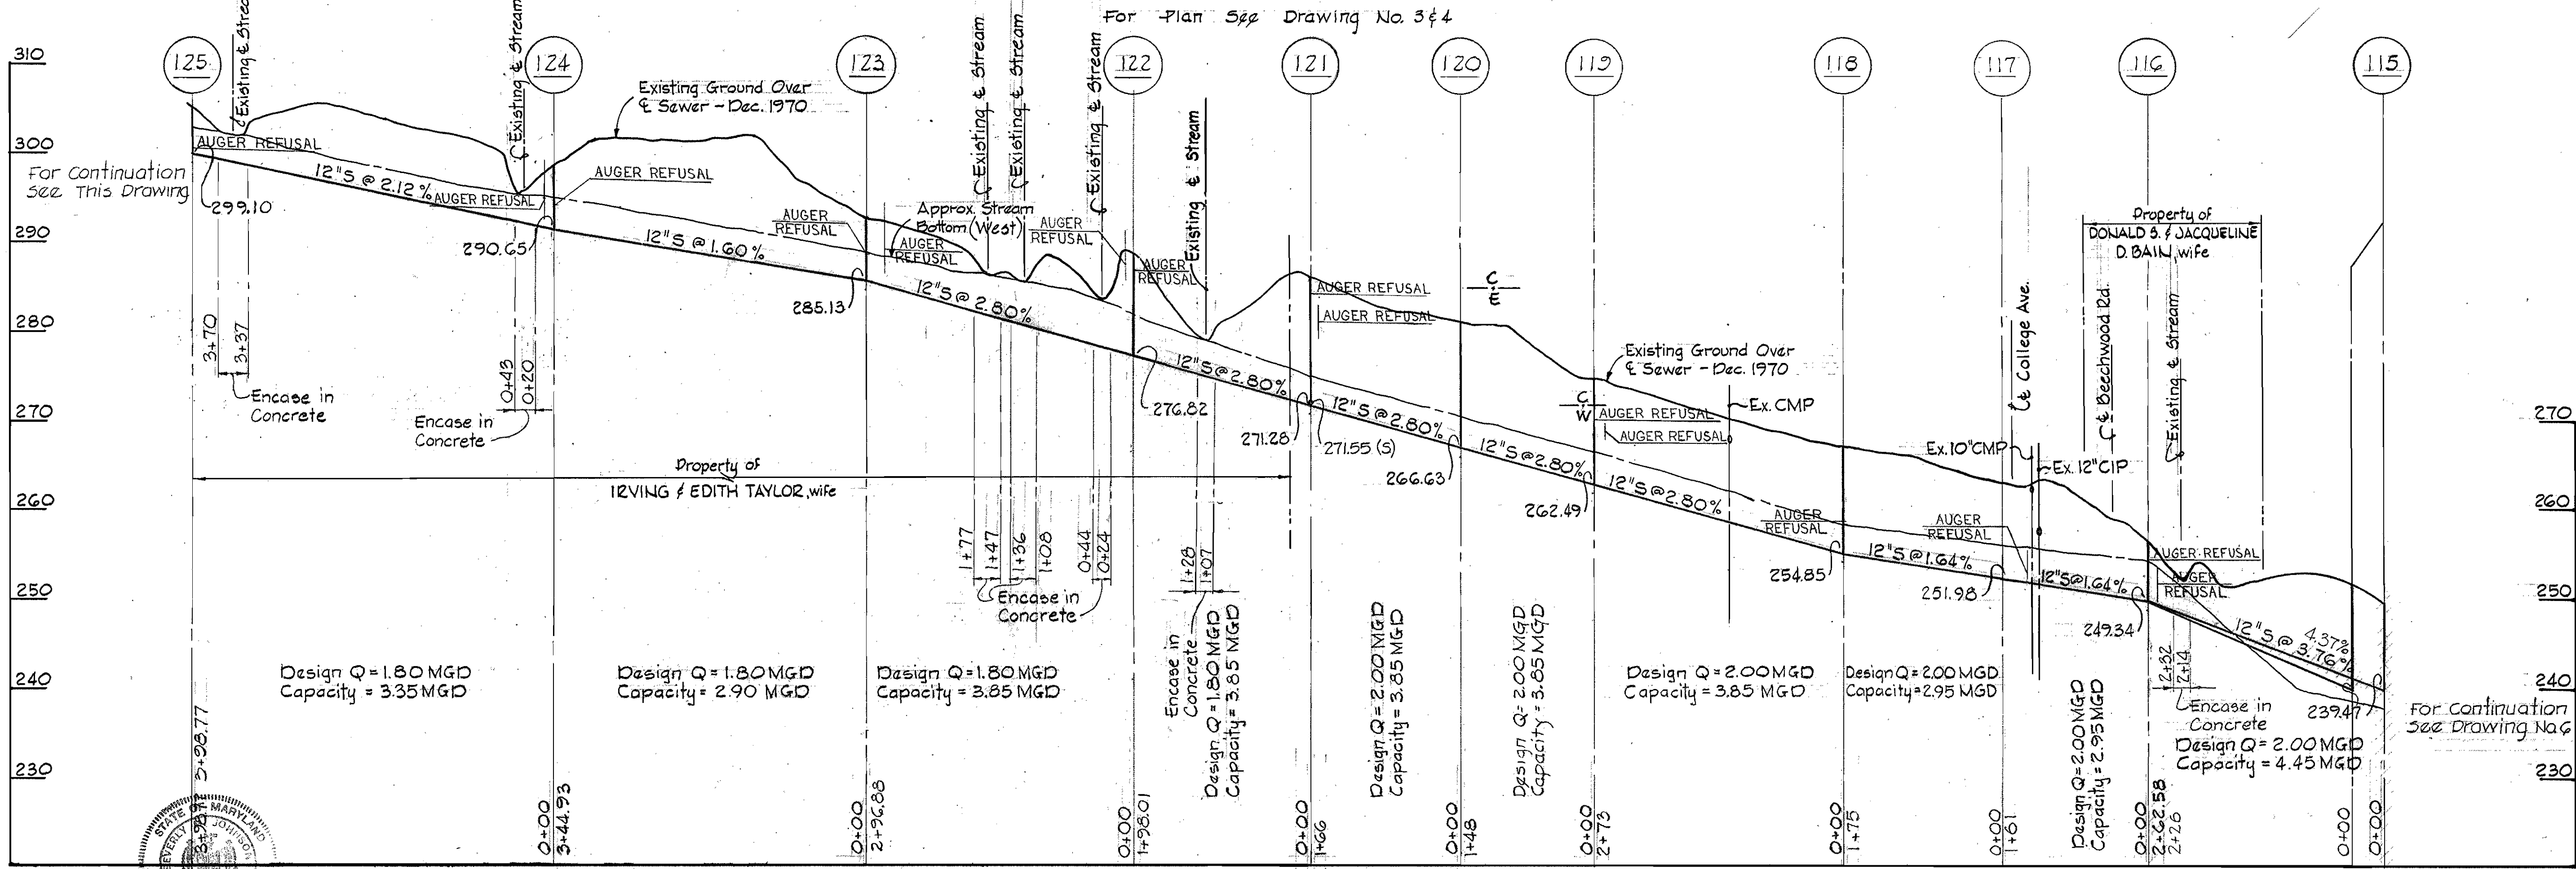 For Plan See Drawing No. 3 & 4
310
300
290
280
270
260
250
240
230
125
124
123
122
121
120
119
118
117
116
115
Existing ℄ Stream
Existing ℄ Stream
Existing ℄ Stream
Existing ℄ Stream
Existing ℄ Stream
Existing ℄ Stream
Existing Ground Over
℄ Sewer - Dec. 1970
AUGER REFUSAL
For Continuation
See This Drawing
299.10
12"S @ 2.12%
AUGER REFUSAL
AUGER REFUSAL
290.65
12"S @ 1.60%
AUGER
REFUSAL
285.13
Approx. Stream
Bottom (West)
AUGER
REFUSAL
12"S @ 2.80%
AUGER
REFUSAL
AUGER
REFUSAL
276.82
12"S @ 2.80%
271.28
271.55 (S)
AUGER REFUSAL
AUGER REFUSAL
C
E
12"S @ 2.80%
266.63
12"S @ 2.80%
262.49
C
W
Existing Ground Over
℄ Sewer - Dec. 1970
AUGER REFUSAL
AUGER REFUSAL
Ex. CMP
12"S @ 2.80%
AUGER
REFUSAL
254.85
12"S @ 1.64%
AUGER
REFUSAL
251.98
Ex. 10" CMP
Ex. 12" CIP
℄ College Ave.
℄ Beechwood Rd.
Existing ℄ Stream
Property of
DONALD S. & JACQUELINE
D. BAIN, wife
12"S @ 1.64%
249.34
AUGER REFUSAL
AUGER
REFUSAL
4.37%
12"S @ 3.76%
239.47
For Continuation
See Drawing No. 6
270
260
250
240
230
3+70
3+37
Encase in
Concrete
0+43
0+20
Encase in
Concrete
Property of
IRVING & EDITH TAYLOR, wife
1+77
1+47
1+36
1+08
0+44
0+24
Encase in
Concrete
1+28
1+07
Encase in
Concrete
2+32
2+14
Encase in
Concrete
Design Q = 1.80 MGD
Capacity = 3.35 MGD
Design Q = 1.80 MGD
Capacity = 2.90 MGD
Design Q = 1.80 MGD
Capacity = 3.85 MGD
Design Q = 1.80 MGD
Capacity = 3.85 MGD
Design Q = 2.00 MGD
Capacity = 3.85 MGD
Design Q = 2.00 MGD
Capacity = 3.85 MGD
Design Q = 2.00 MGD
Capacity = 3.85 MGD
Design Q = 2.00 MGD
Capacity = 2.95 MGD
Design Q = 2.00 MGD
Capacity = 2.95 MGD
Design Q = 2.00 MGD
Capacity = 4.45 MGD
3+98.77
3+98.77
0+00
3+44.93
0+00
2+96.88
0+00
1+98.01
0+00
1+66
0+00
1+48
0+00
2+73
0+00
1+75
0+00
1+61
0+00
2+62.58
2+26
0+00
0+00
STATE OF MARYLAND
JOHNSON